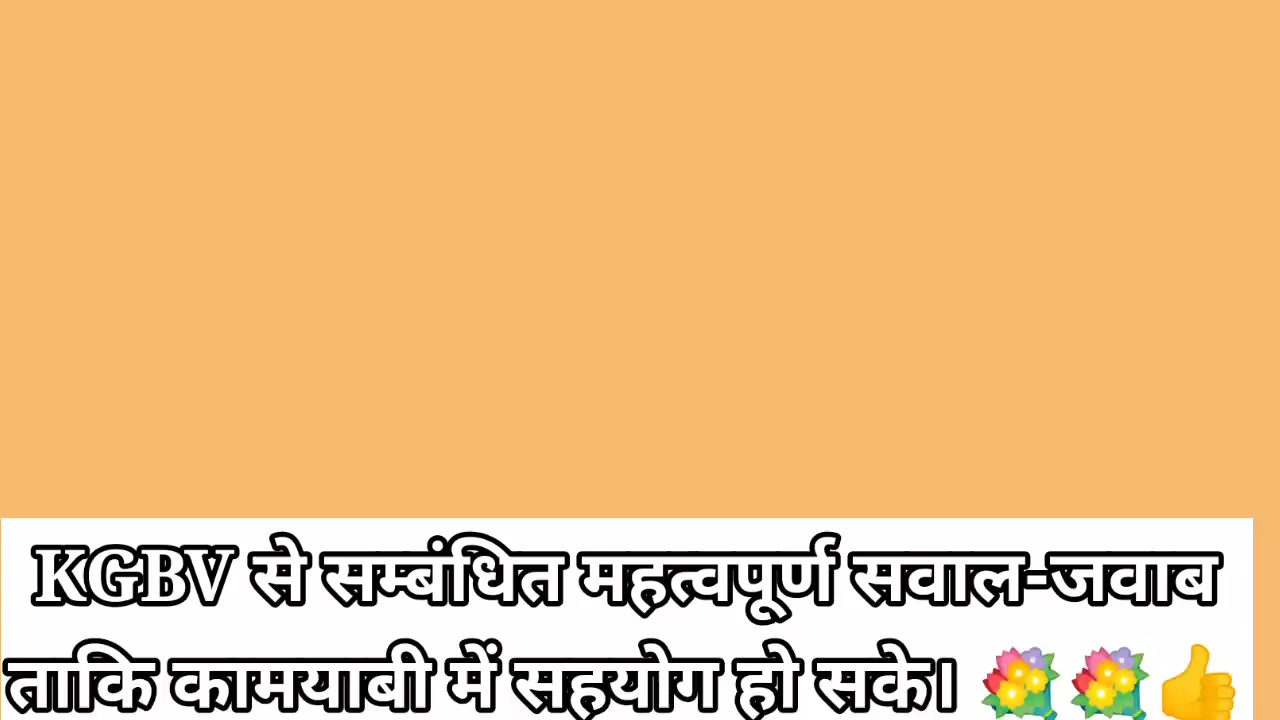 KGBV से सम्बंधित महत्वपूर्ण सवाल-जवाब
ताकि कामयाबी में सहयोग हो सके। 💐💐👍